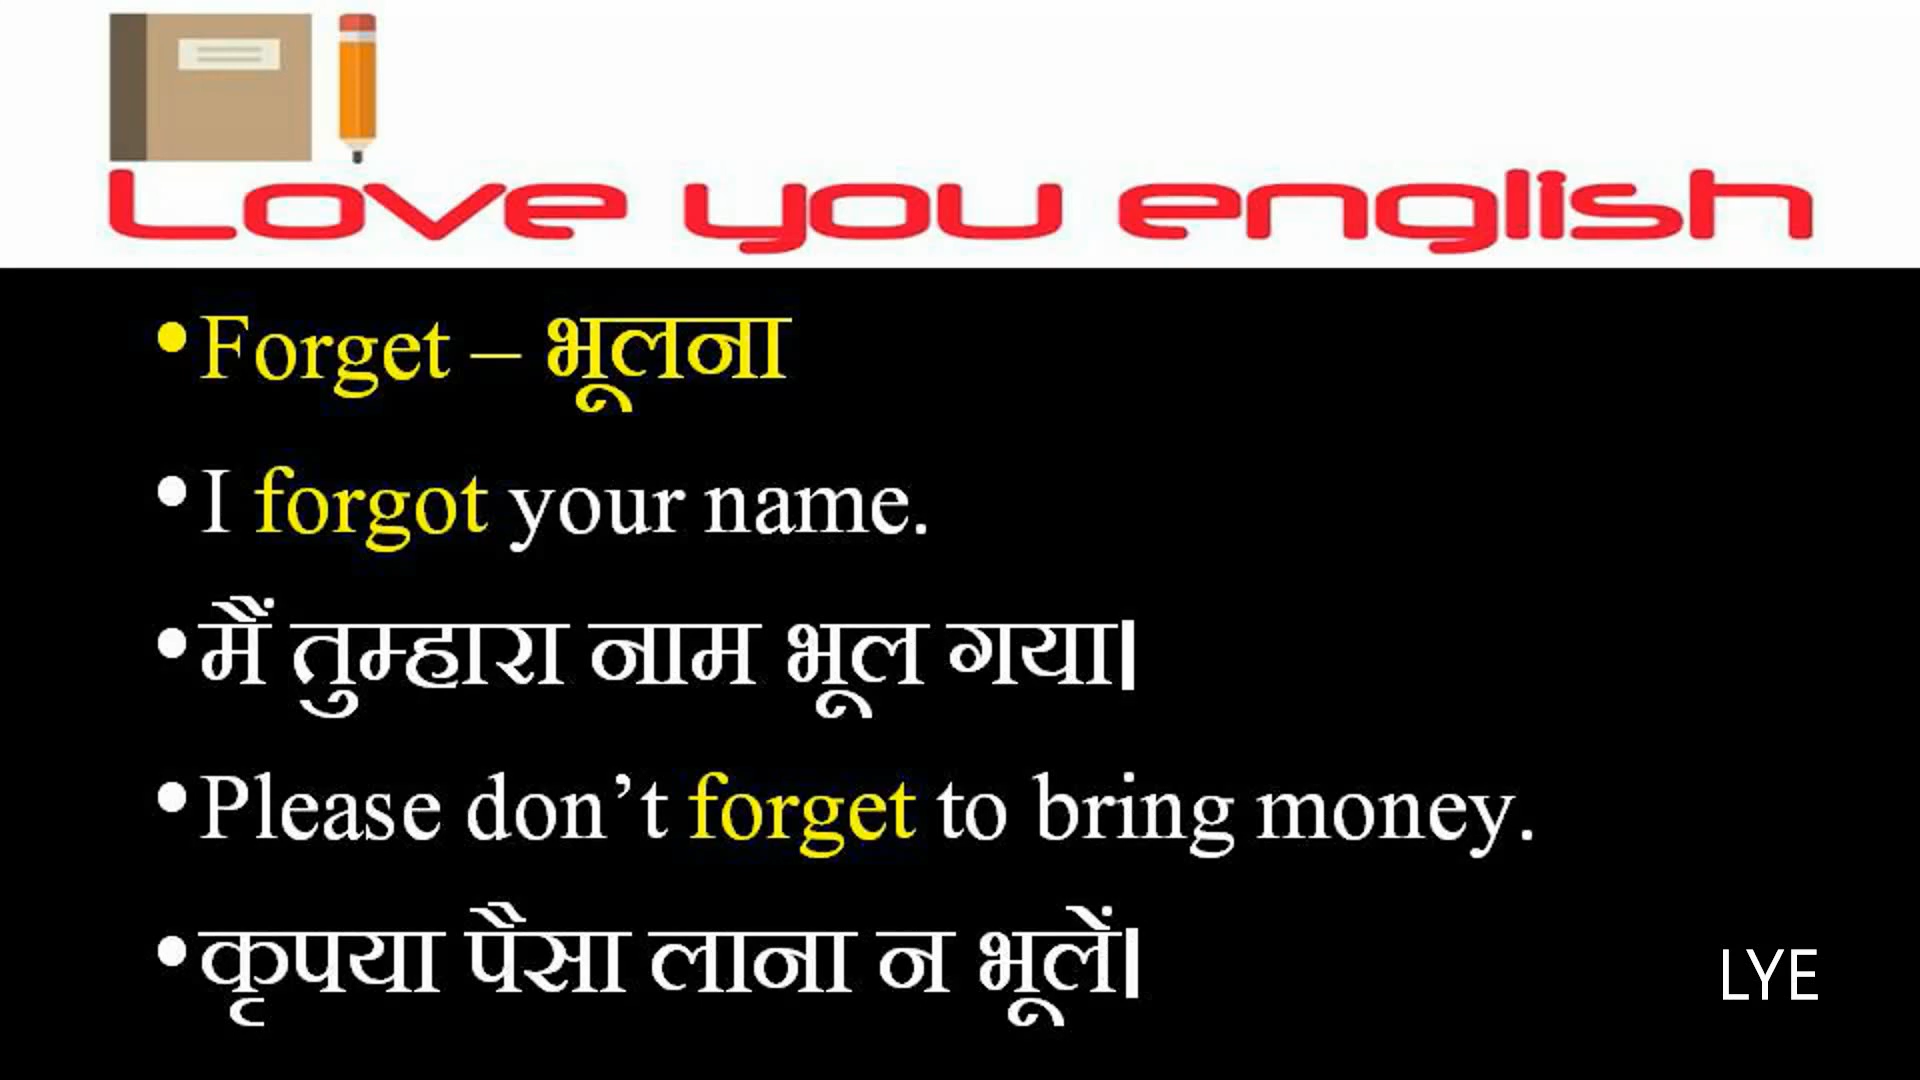 Love you english
•Forget – भूलना
•I forgot your name.
•मैं तुम्हारा नाम भूल गया।
•Please don’t forget to bring money.
•कृपया पैसा लाना न भूलें।
LYE